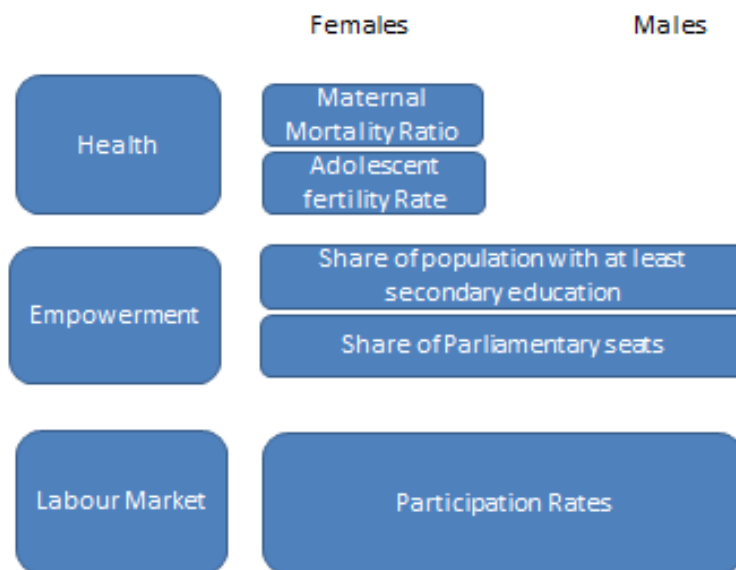 Females Males
Health
Maternal
Mortality Ratio
Adolescent
fertility Rate
Empowerment
Share of population with at least
secondary education
Share of Parliamentary seats
Labour Market
Participation Rates